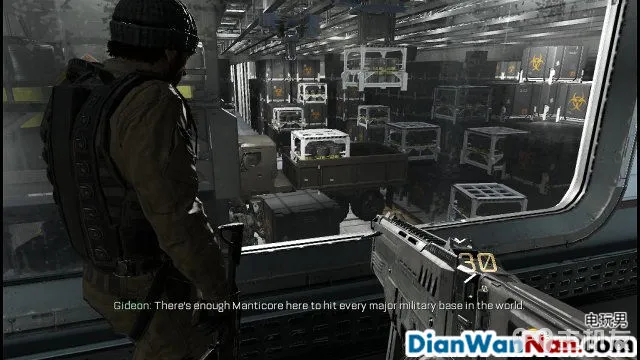 30
0
Gideon: There's enough Manticore here to hit every major military base in the world.
电玩男
DianWanNan.com